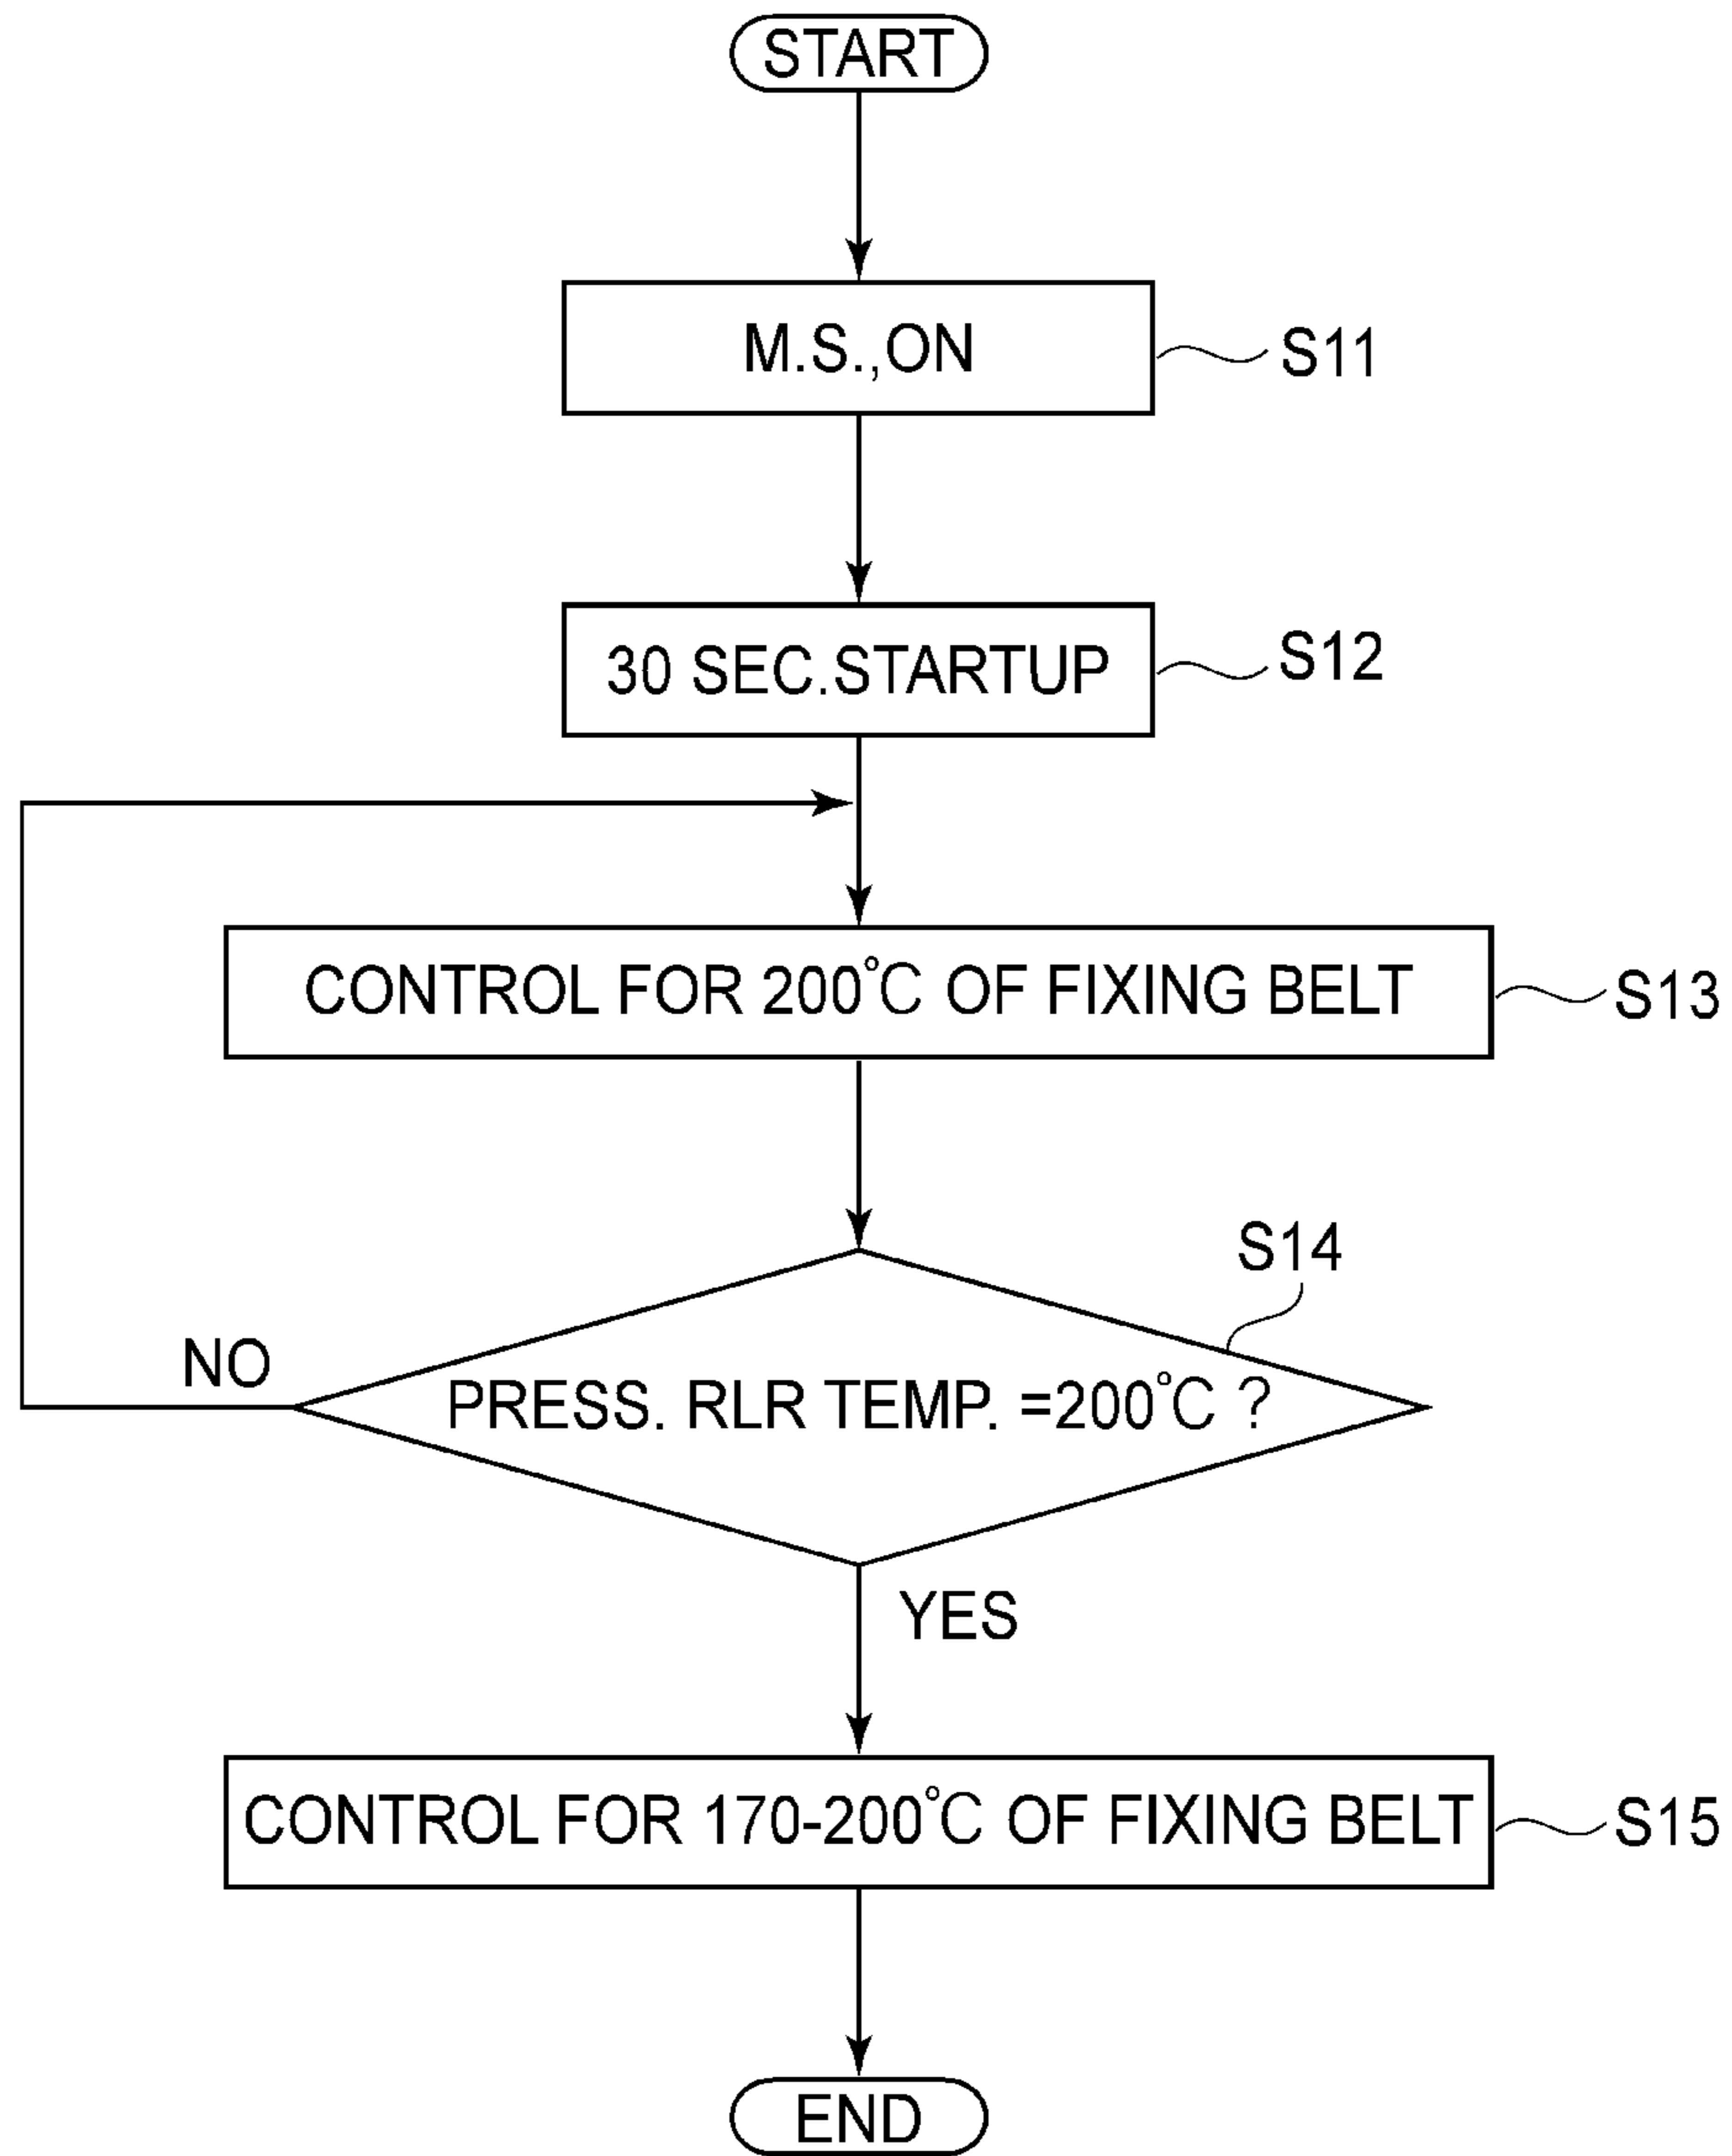 START
M.S.,ON
S11
30 SEC.STARTUP
S12
CONTROL FOR 200°C OF FIXING BELT
S13
S14
NO
PRESS. RLR TEMP. =200°C ?
YES
CONTROL FOR 170-200°C OF FIXING BELT
S15
END